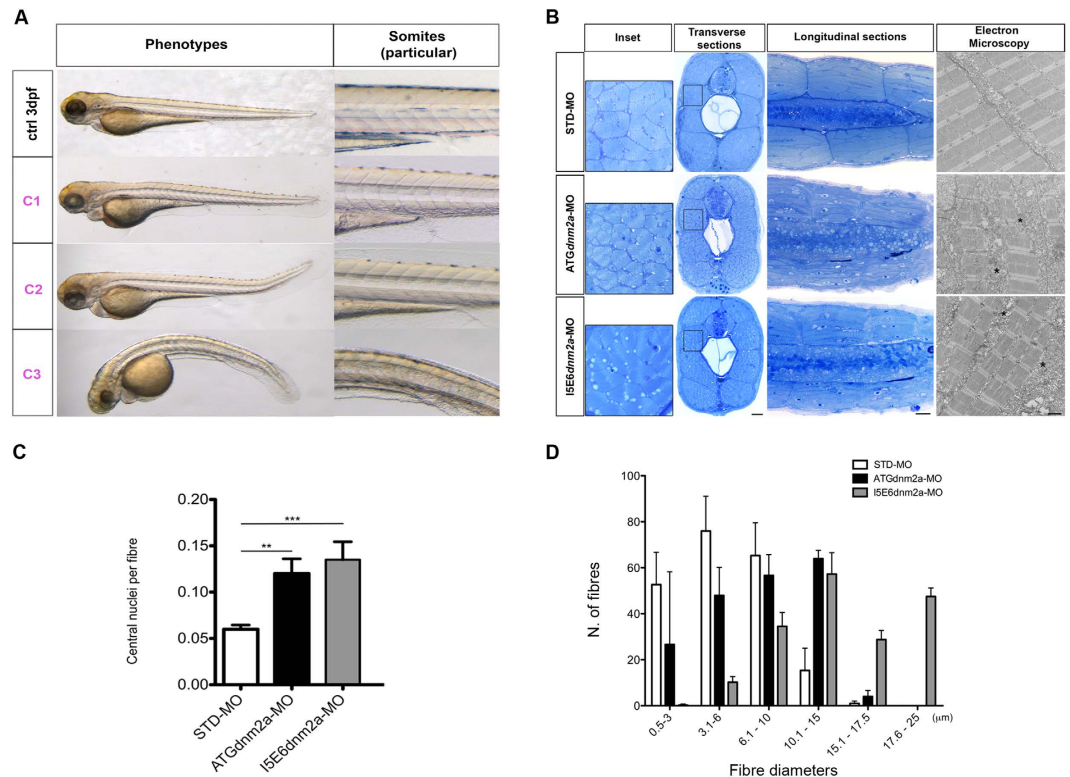 A
Phenotypes
Somites
(particular)
ctrl 3dpf
C1
C2
C3
B
Inset
Transverse
sections
Longitudinal sections
Electron
Microscopy
STD-MO
ATGdnm2a-MO
I5E6dnm2a-MO
*
*
*
*
C
Central nuclei per fibre
0.20
0.15
0.10
0.05
0.00
***
**
STD-MO
ATGdnm2a-MO
I5E6dnm2a-MO
D
STD-MO
ATGdnm2a-MO
I5E6dnm2a-MO
N. of fibres
100
80
60
40
20
0
0.5-3
3.1-6
6.1 - 10
10.1 - 15
15.1 - 17.5
17.6 - 25
(μm)
Fibre diameters